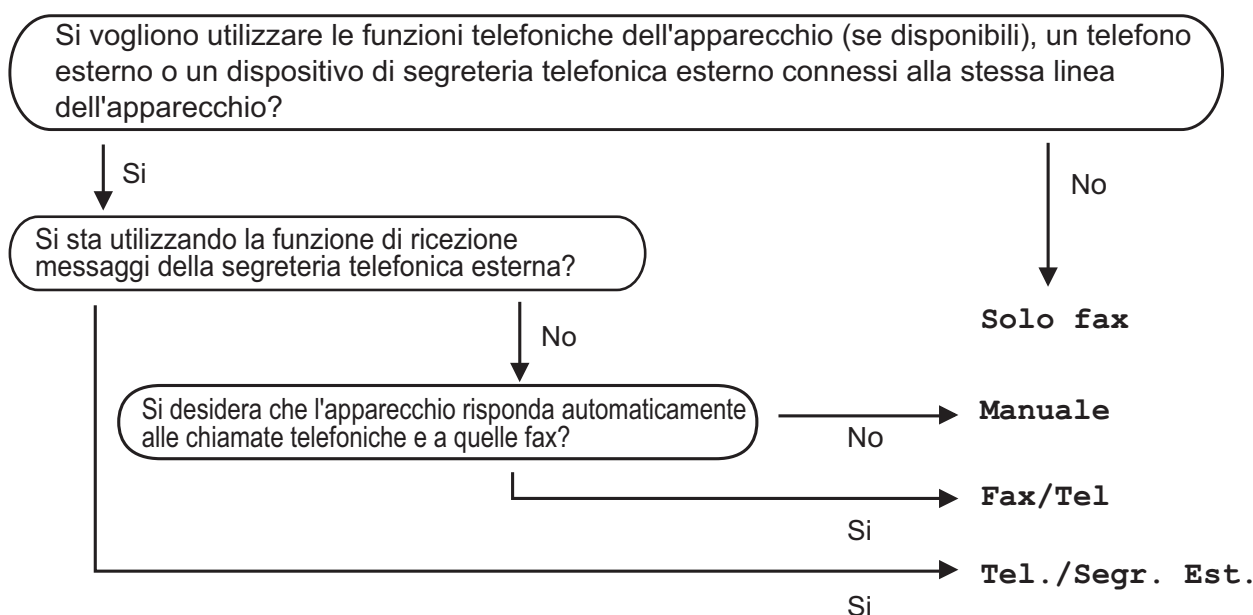 Si vogliono utilizzare le funzioni telefoniche dell'apparecchio (se disponibili), un telefono
esterno o un dispositivo di segreteria telefonica esterno connessi alla stessa linea
dell'apparecchio?
Si
No
Si sta utilizzando la funzione di ricezione
messaggi della segreteria telefonica esterna?
Solo fax
No
Si desidera che l'apparecchio risponda automaticamente
alle chiamate telefoniche e a quelle fax?
No
Manuale
Fax/Tel
Si
Tel./Segr. Est.
Si